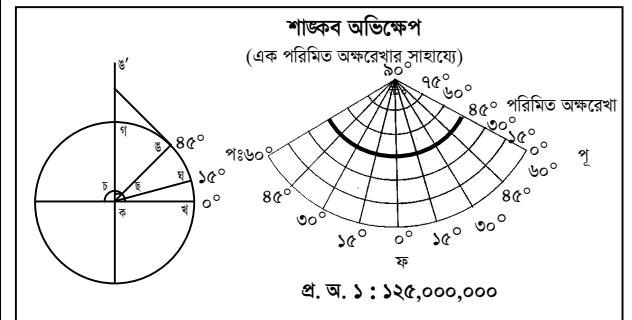 শাঙ্কব অভিক্ষেপ
(এক পরিমিত অক্ষরেখার সাহায্যে)
ঙ′
গ
ঙ ৪৫°
ঘ ১৫°
চ ছ
ক খ ০°
৯০°
৭৫°
৬০°
৪৫° পরিমিত অক্ষরেখা
৩০°
১৫°
০°
পঃ৬০° ৪৫° ৩০° ১৫° ০° ১৫° ৩০° ৪৫° ৬০° পূ
ফ
প্র. অ. ১ : ১২৫,০০০,০০০